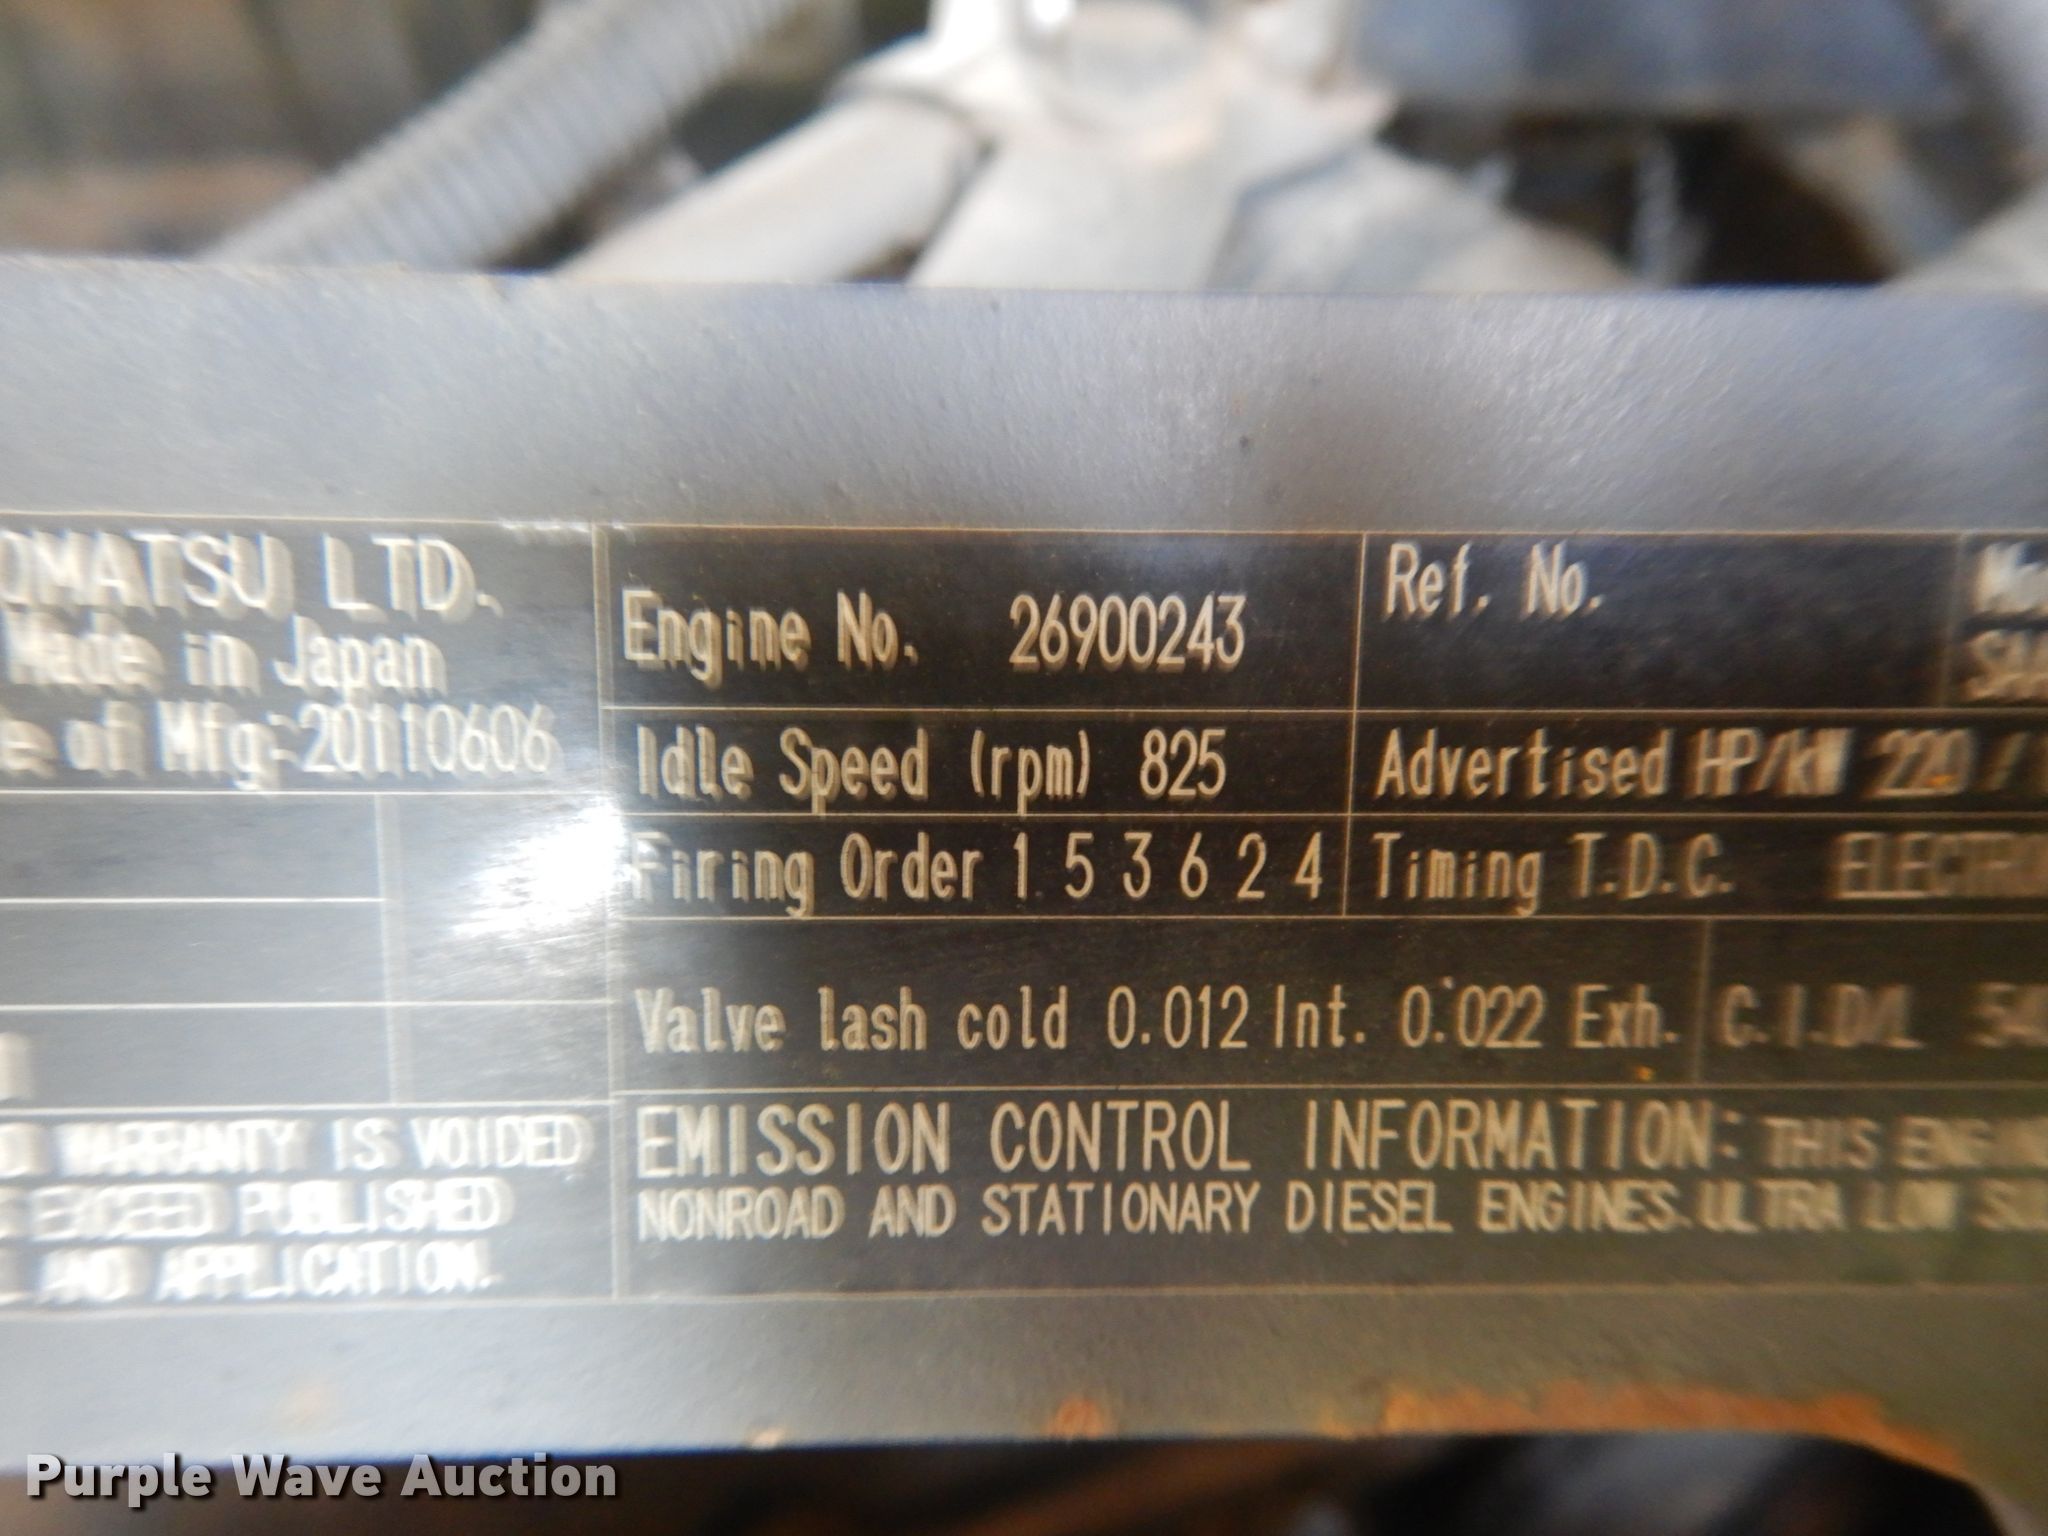 OMATSU LTD.
Made in Japan
e of Mfg.:20110606
Engine No. 26900243
Ref. No.
Idle Speed (rpm) 825
Advertised HP/kW 220 /
Firing Order 1 5 3 6 2 4
Timing T.D.C.
Valve lash cold 0.012 Int. 0.022 Exh.
C.I.D/L
WARRANTY IS VOIDED
EXCEED PUBLISHED
AND APPLICATION.
EMISSION CONTROL INFORMATION: THIS
NONROAD AND STATIONARY DIESEL ENGINES. ULTRA LOW
Purple Wave Auction